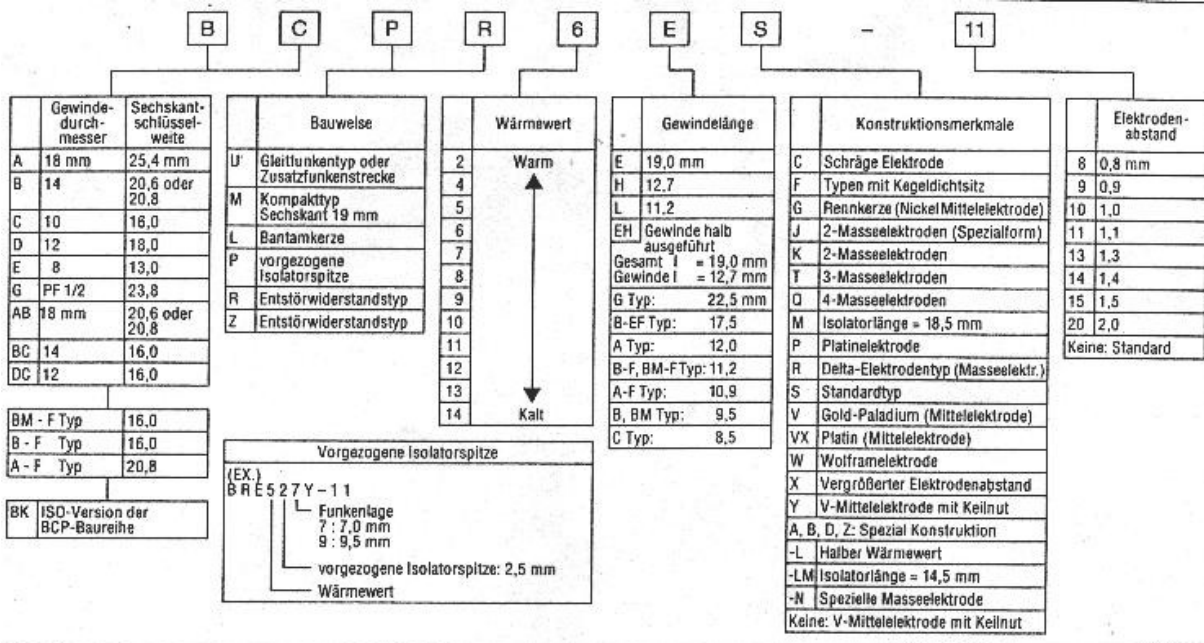 B C P R 6 E S - 11
Gewinde-
durch-
messer
Sechskant-
schlüssel-
weite
A 18 mm 25,4 mm
B 14 20,6 oder
20,8
C 10 16,0
D 12 18,0
E 8 13,0
G PF 1/2 23,8
AB 18 mm 20,6 oder
20,8
BC 14 16,0
DC 12 16,0
BM - F Typ 16,0
B - F Typ 16,0
A - F Typ 20,8
BK ISO-Version der
BCP-Baureihe
Bauweise
U Gleitfunkentyp oder
Zusatzfunkenstrecke
M Kompakttyp
Sechskant 19 mm
L Bantamkerze
P vorgezogene
Isolatorspitze
R Entstörwiderstandstyp
Z Entstörwiderstandstyp
Wärmewert
2 Warm
4
5
6
7
8
9
10
11
12
13
14 Kalt
Vorgezogene Isolatorspitze
(EX.)
BRE527Y-11
Funkenlage
7 : 7,0 mm
9 : 9,5 mm
vorgezogene Isolatorspitze: 2,5 mm
Wärmewert
Gewindelänge
E 19,0 mm
H 12,7
L 11,2
EH Gewinde halb
ausgeführt
Gesamt l = 19,0 mm
Gewinde l = 12,7 mm
G Typ: 22,5 mm
B-EF Typ: 17,5
A Typ: 12,0
B-F, BM-F Typ: 11,2
A-F Typ: 10,9
B, BM Typ: 9,5
C Typ: 8,5
Konstruktionsmerkmale
C Schräge Elektrode
F Typen mit Kegeldichtsitz
G Rennkerze (Nickel Mittelelektrode)
J 2-Masseelektroden (Spezialform)
K 2-Masseelektroden
T 3-Masseelektroden
Q 4-Masseelektroden
M Isolatorlänge = 18,5 mm
P Platinelektrode
R Delta-Elektrodentyp (Masseelektr.)
S Standardtyp
V Gold-Paladium (Mittelelektrode)
VX Platin (Mittelelektrode)
W Wolframelektrode
X Vergrößerter Elektrodenabstand
Y V-Mittelelektrode mit Keilnut
A, B, D, Z: Spezial Konstruktion
-L Halber Wärmewert
-LM Isolatorlänge = 14,5 mm
-N Spezielle Masseelektrode
Keine: V-Mittelelektrode mit Keilnut
Elektroden-
abstand
8 0,8 mm
9 0,9
10 1,0
11 1,1
13 1,3
14 1,4
15 1,5
20 2,0
Keine: Standard